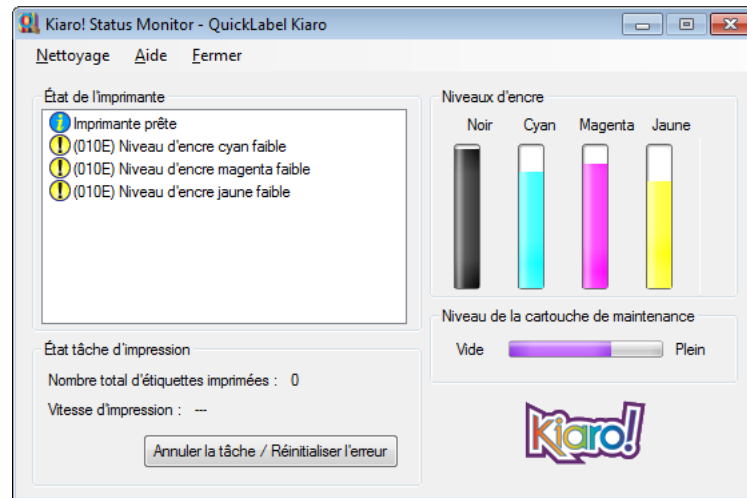 Kiaro! Status Monitor - QuickLabel Kiaro
Nettoyage Aide Fermer
État de l'imprimante
Imprimante prête
(010E) Niveau d'encre cyan faible
(010E) Niveau d'encre magenta faible
(010E) Niveau d'encre jaune faible
Niveaux d'encre
Noir Cyan Magenta Jaune
Niveau de la cartouche de maintenance
Vide Plein
État tâche d'impression
Nombre total d'étiquettes imprimées : 0
Vitesse d'impression : ---
Annuler la tâche / Réinitialiser l'erreur
Kiaro!